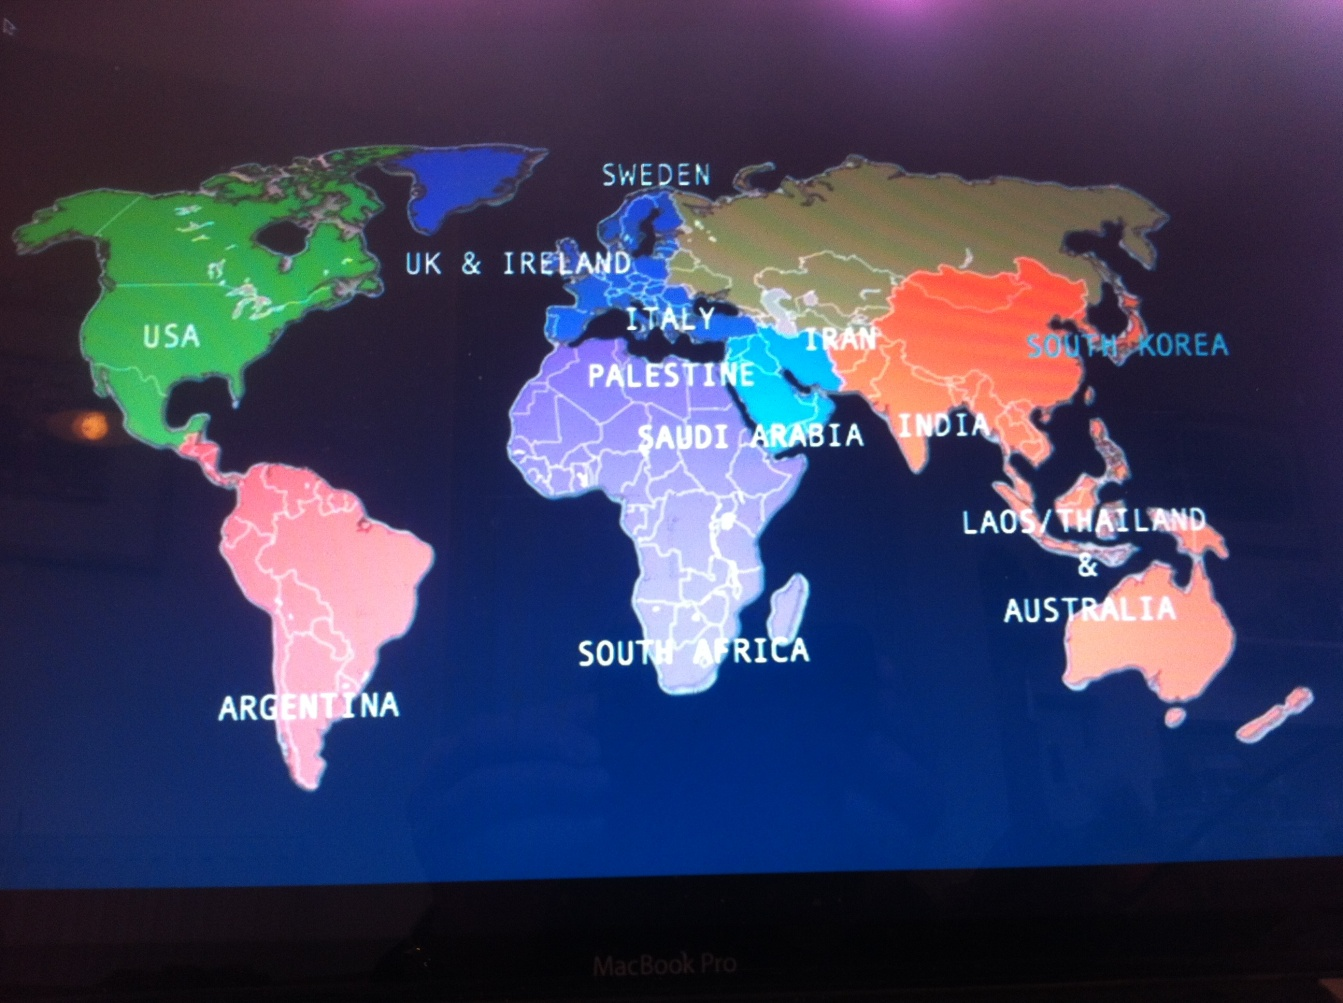 SWEDEN
UK & IRELAND
ITALY
USA
IRAN
SOUTH KOREA
PALESTINE
SAUDI ARABIA
INDIA
LAOS/THAILAND
&
AUSTRALIA
SOUTH AFRICA
ARGENTINA
MacBook Pro